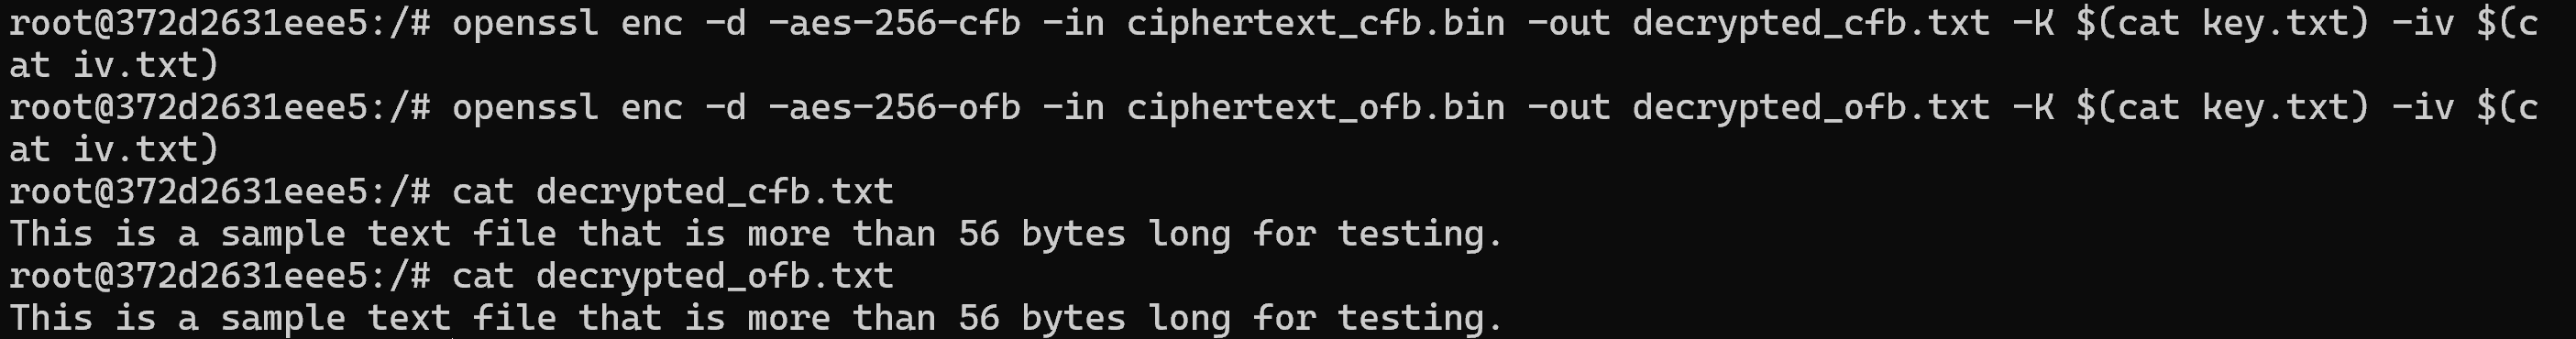 root@372d2631eee5:/# openssl enc -d -aes-256-cfb -in ciphertext_cfb.bin -out decrypted_cfb.txt -K $(cat key.txt) -iv $(c
at iv.txt)
root@372d2631eee5:/# openssl enc -d -aes-256-ofb -in ciphertext_ofb.bin -out decrypted_ofb.txt -K $(cat key.txt) -iv $(c
at iv.txt)
root@372d2631eee5:/# cat decrypted_cfb.txt
This is a sample text file that is more than 56 bytes long for testing.
root@372d2631eee5:/# cat decrypted_ofb.txt
This is a sample text file that is more than 56 bytes long for testing.